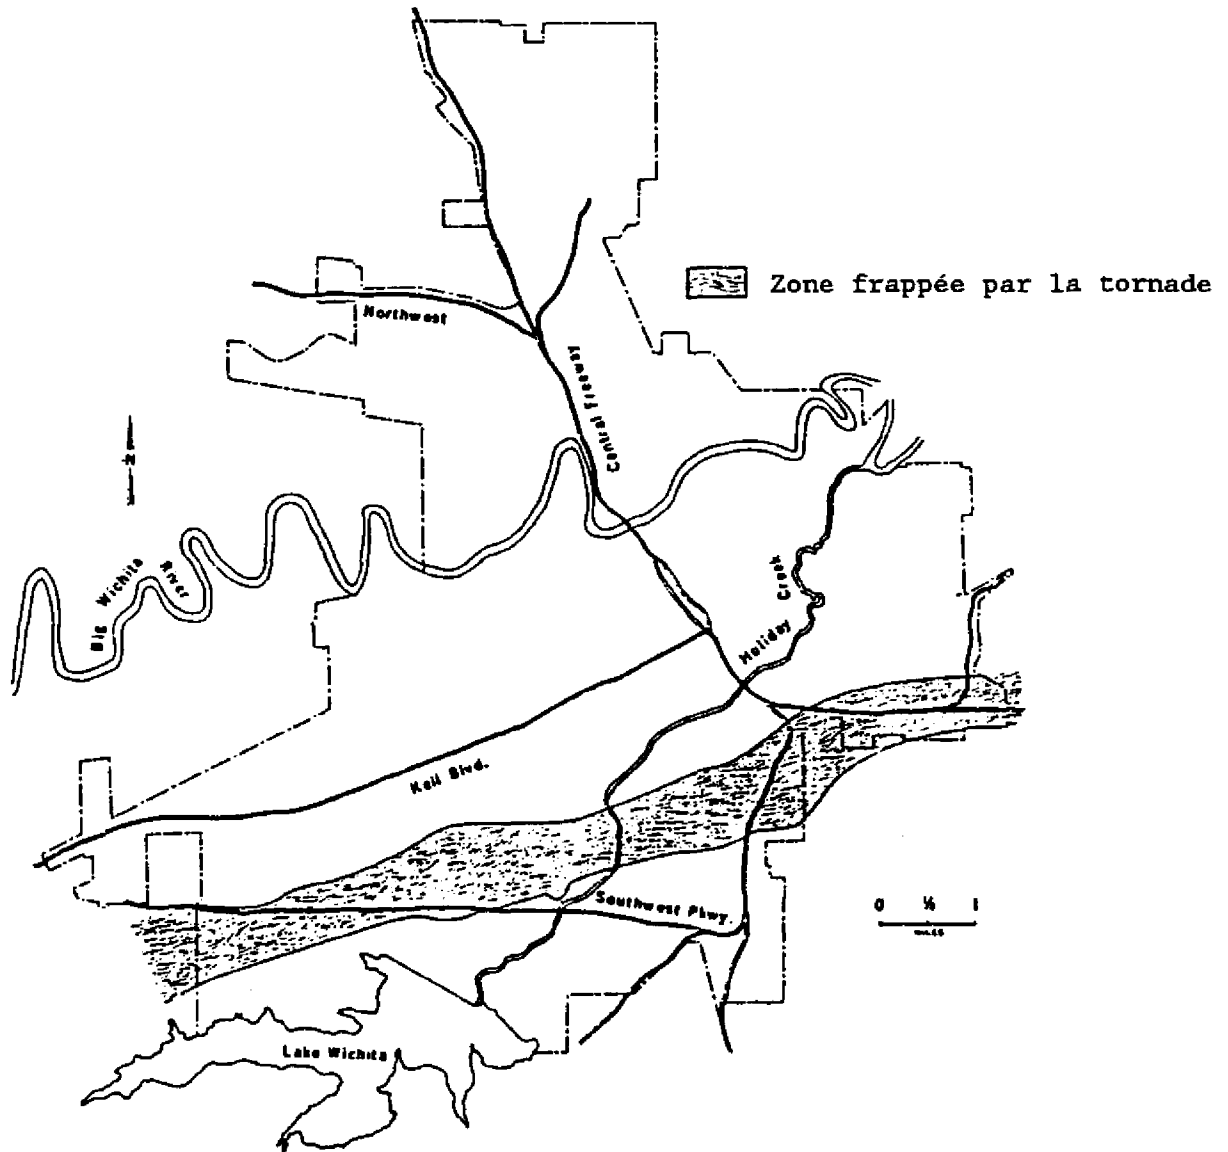 Zone frappée par la tornade
Northwest
Central Freeway
N
Big Wichita River
Holiday Creek
Kell Blvd.
Southwest Pkwy.
0 ½ 1
MILES
Lake Wichita